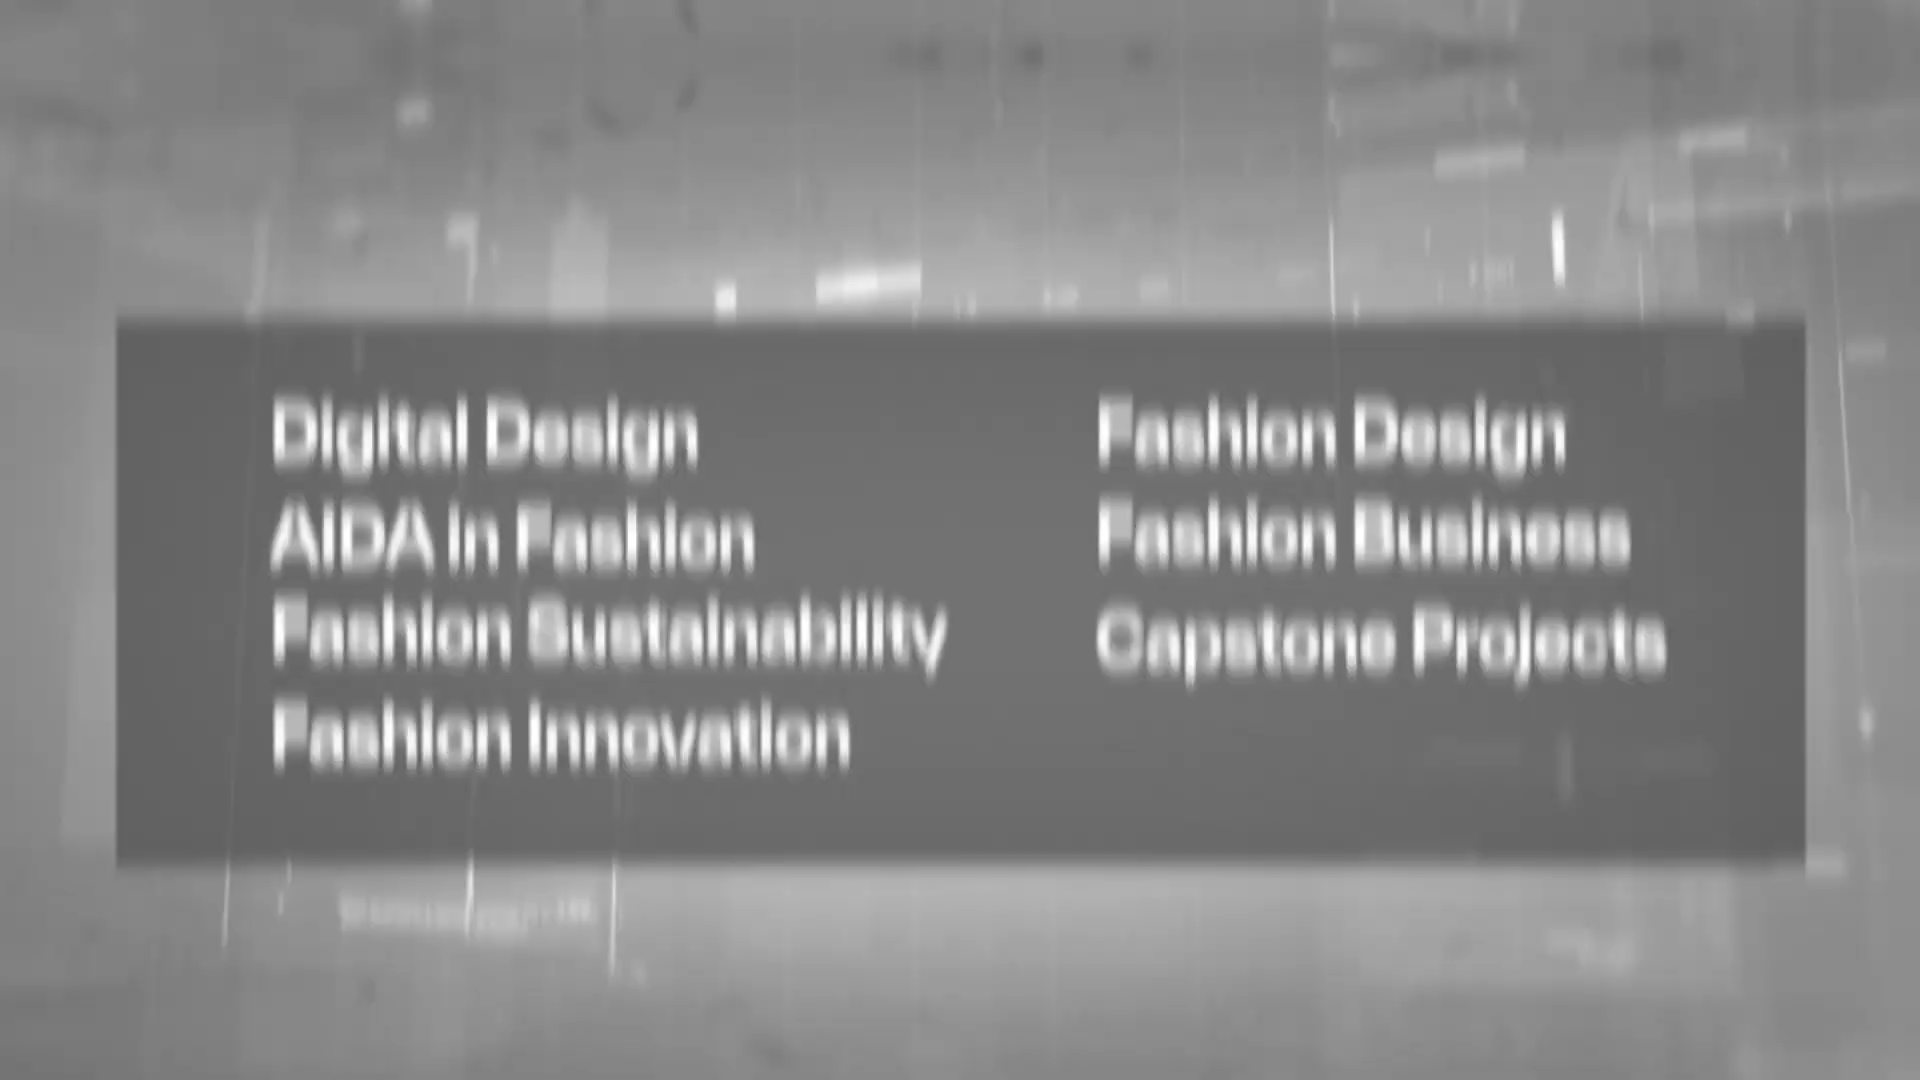 Digital Design
AIDA in Fashion
Fashion Sustainability
Fashion Innovation
Fashion Design
Fashion Business
Capstone Projects